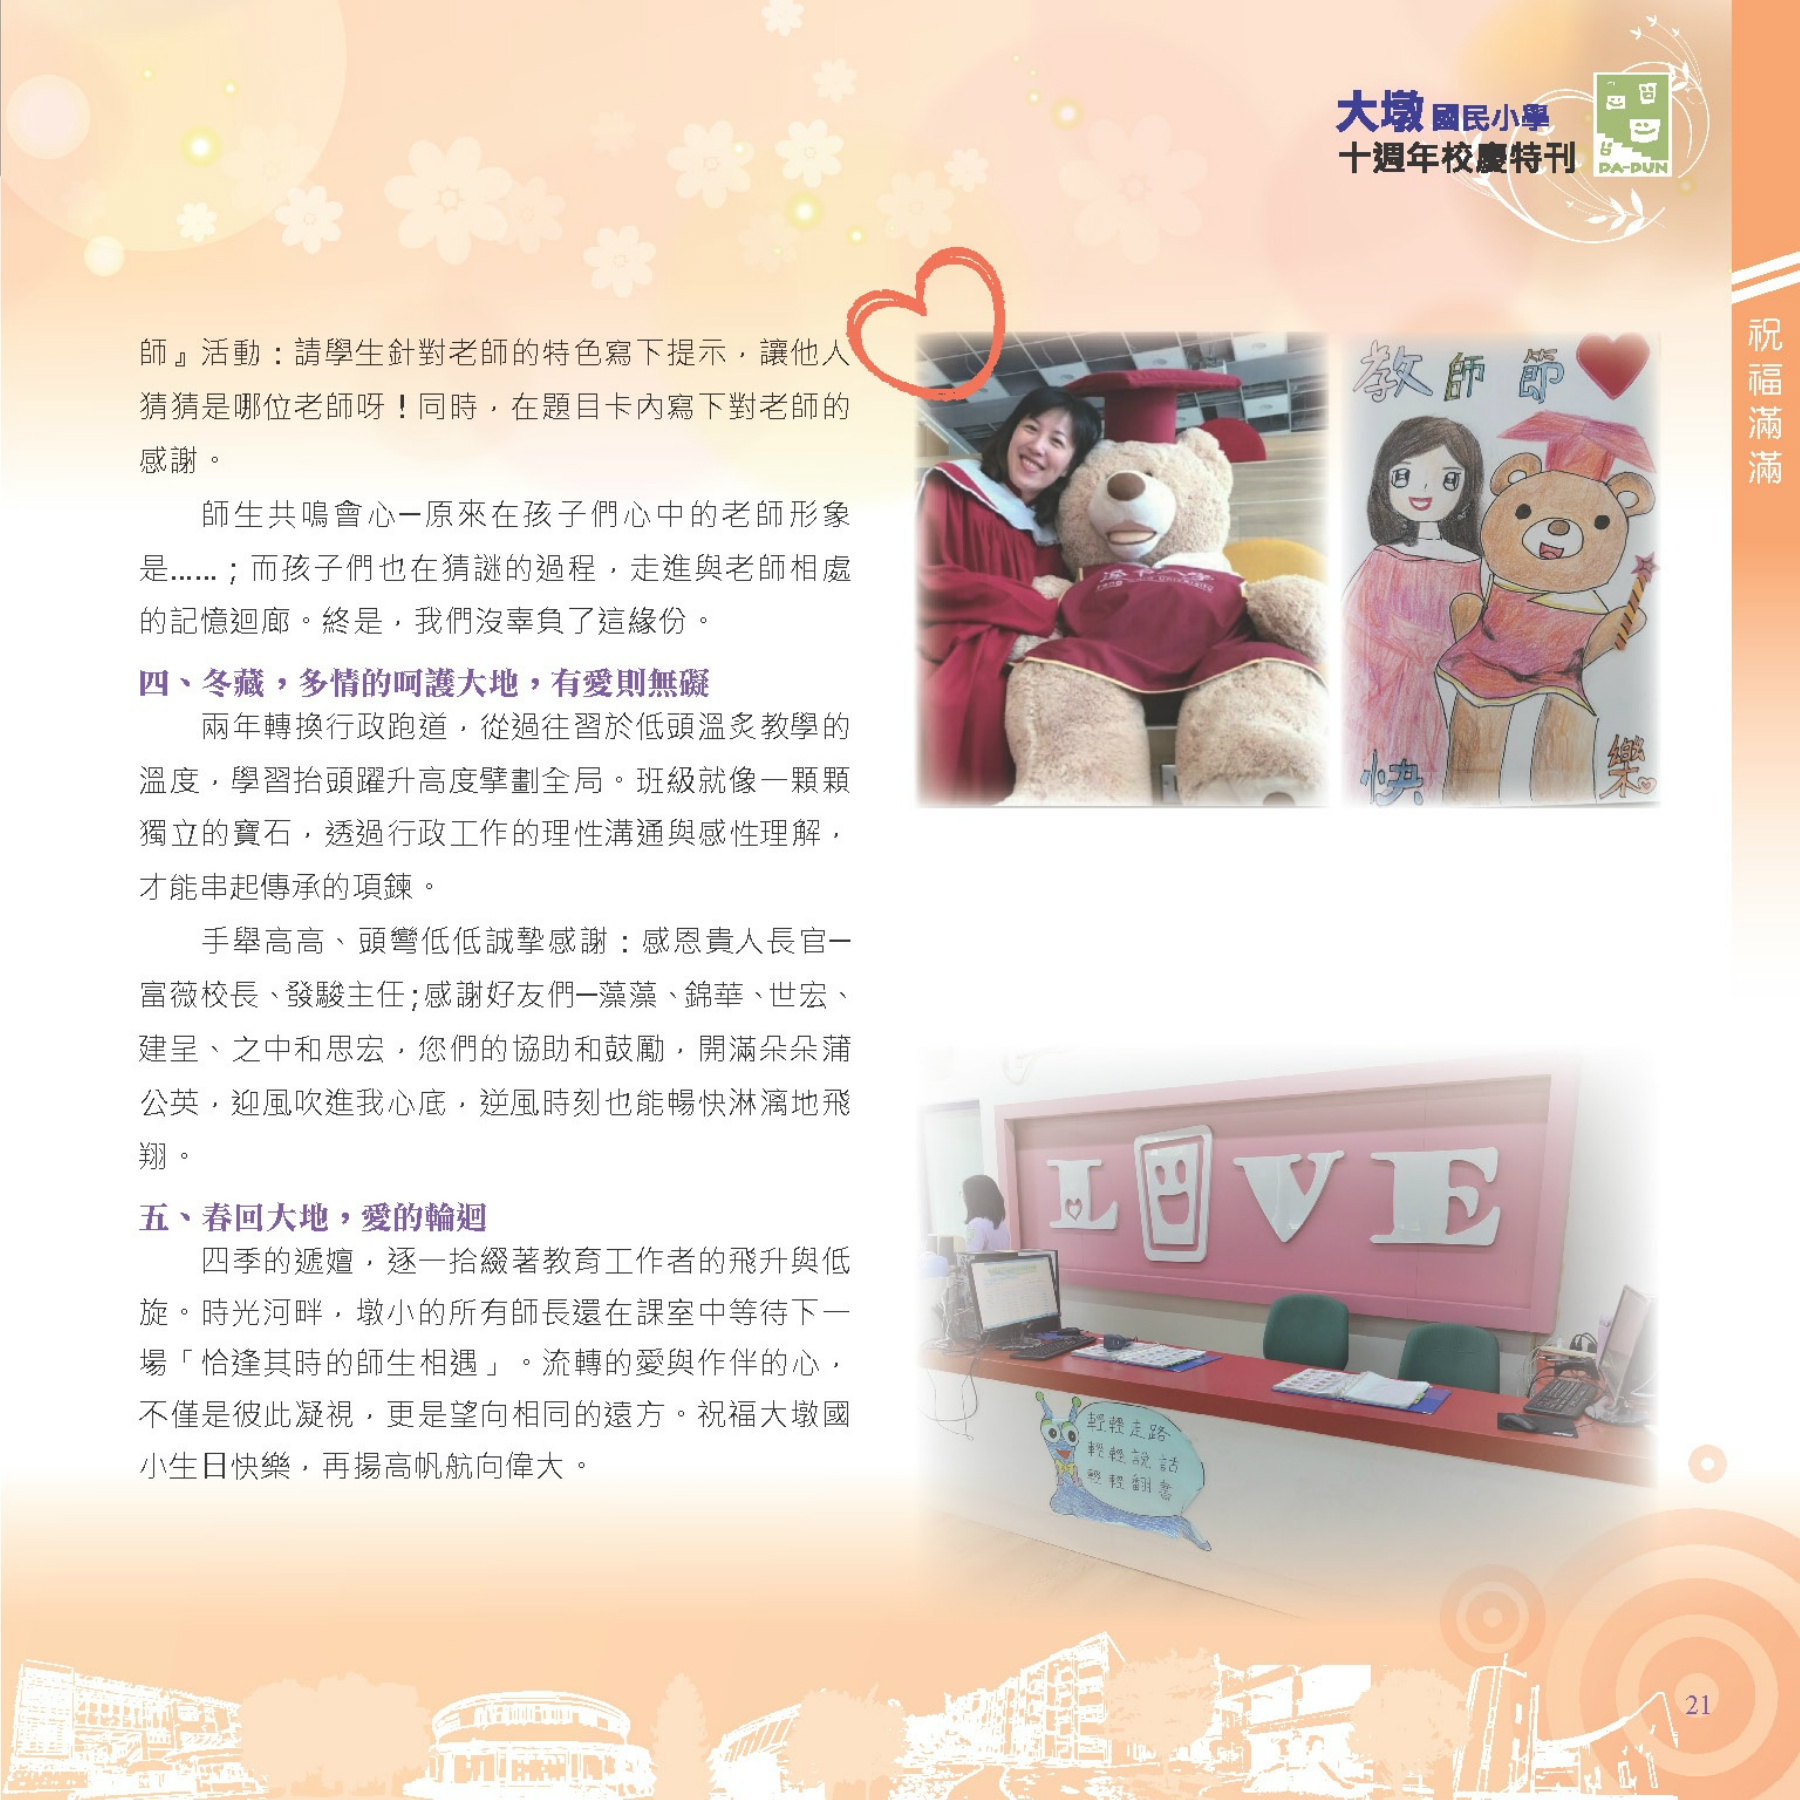 大墩國民小學
十週年校慶特刊
DA-DUN
祝福滿滿
師』活動：請學生針對老師的特色寫下提示，讓他人
猜猜是哪位老師呀！同時，在題目卡內寫下對老師的
感謝。
師生共鳴會心─原來在孩子們心中的老師形象
是……；而孩子們也在猜謎的過程，走進與老師相處
的記憶迴廊。終是，我們沒辜負了這緣份。
四、冬藏，多情的呵護大地，有愛則無礙
兩年轉換行政跑道，從過往習於低頭溫炙教學的
溫度，學習抬頭躍升高度擘劃全局。班級就像一顆顆
獨立的寶石，透過行政工作的理性溝通與感性理解，
才能串起傳承的項鍊。
手舉高高、頭彎低低誠摯感謝：感恩貴人長官─
富薇校長、發駿主任;感謝好友們─藻藻、錦華、世宏、
建呈、之中和思宏，您們的協助和鼓勵，開滿朵朵蒲
公英，迎風吹進我心底，逆風時刻也能暢快淋漓地飛
翔。
五、春回大地，愛的輪迴
四季的遞嬗，逐一拾綴著教育工作者的飛升與低
旋。時光河畔，墩小的所有師長還在課室中等待下一
場「恰逢其時的師生相遇」。流轉的愛與作伴的心，
不僅是彼此凝視，更是望向相同的遠方。祝福大墩國
小生日快樂，再揚高帆航向偉大。
教師節
快樂
LOVE
輕輕走路
輕輕說話
輕輕翻書
21